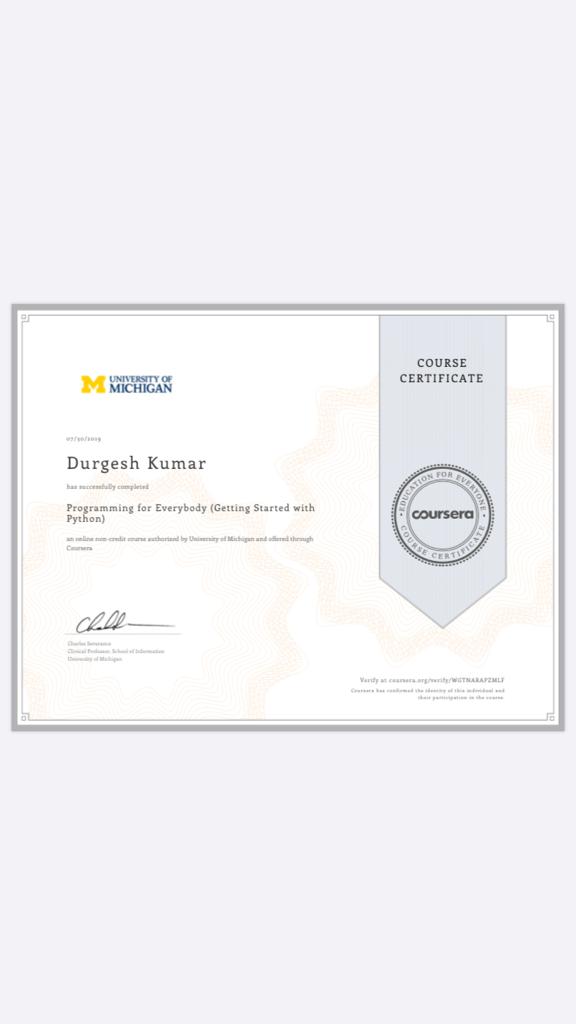 COURSE
CERTIFICATE
UNIVERSITY OF
MICHIGAN
07/30/2019
Durgesh Kumar
has successfully completed
Programming for Everybody (Getting Started with
Python)
an online non-credit course authorized by University of Michigan and offered through
Coursera
EDUCATION FOR EVERYONE
coursera
COURSE CERTIFICATE
Charles Severance
Clinical Professor, School of Information
University of Michigan
Verify at coursera.org/verify/WGTNARAPZMLF
Coursera has confirmed the identity of this individual and
their participation in the course.